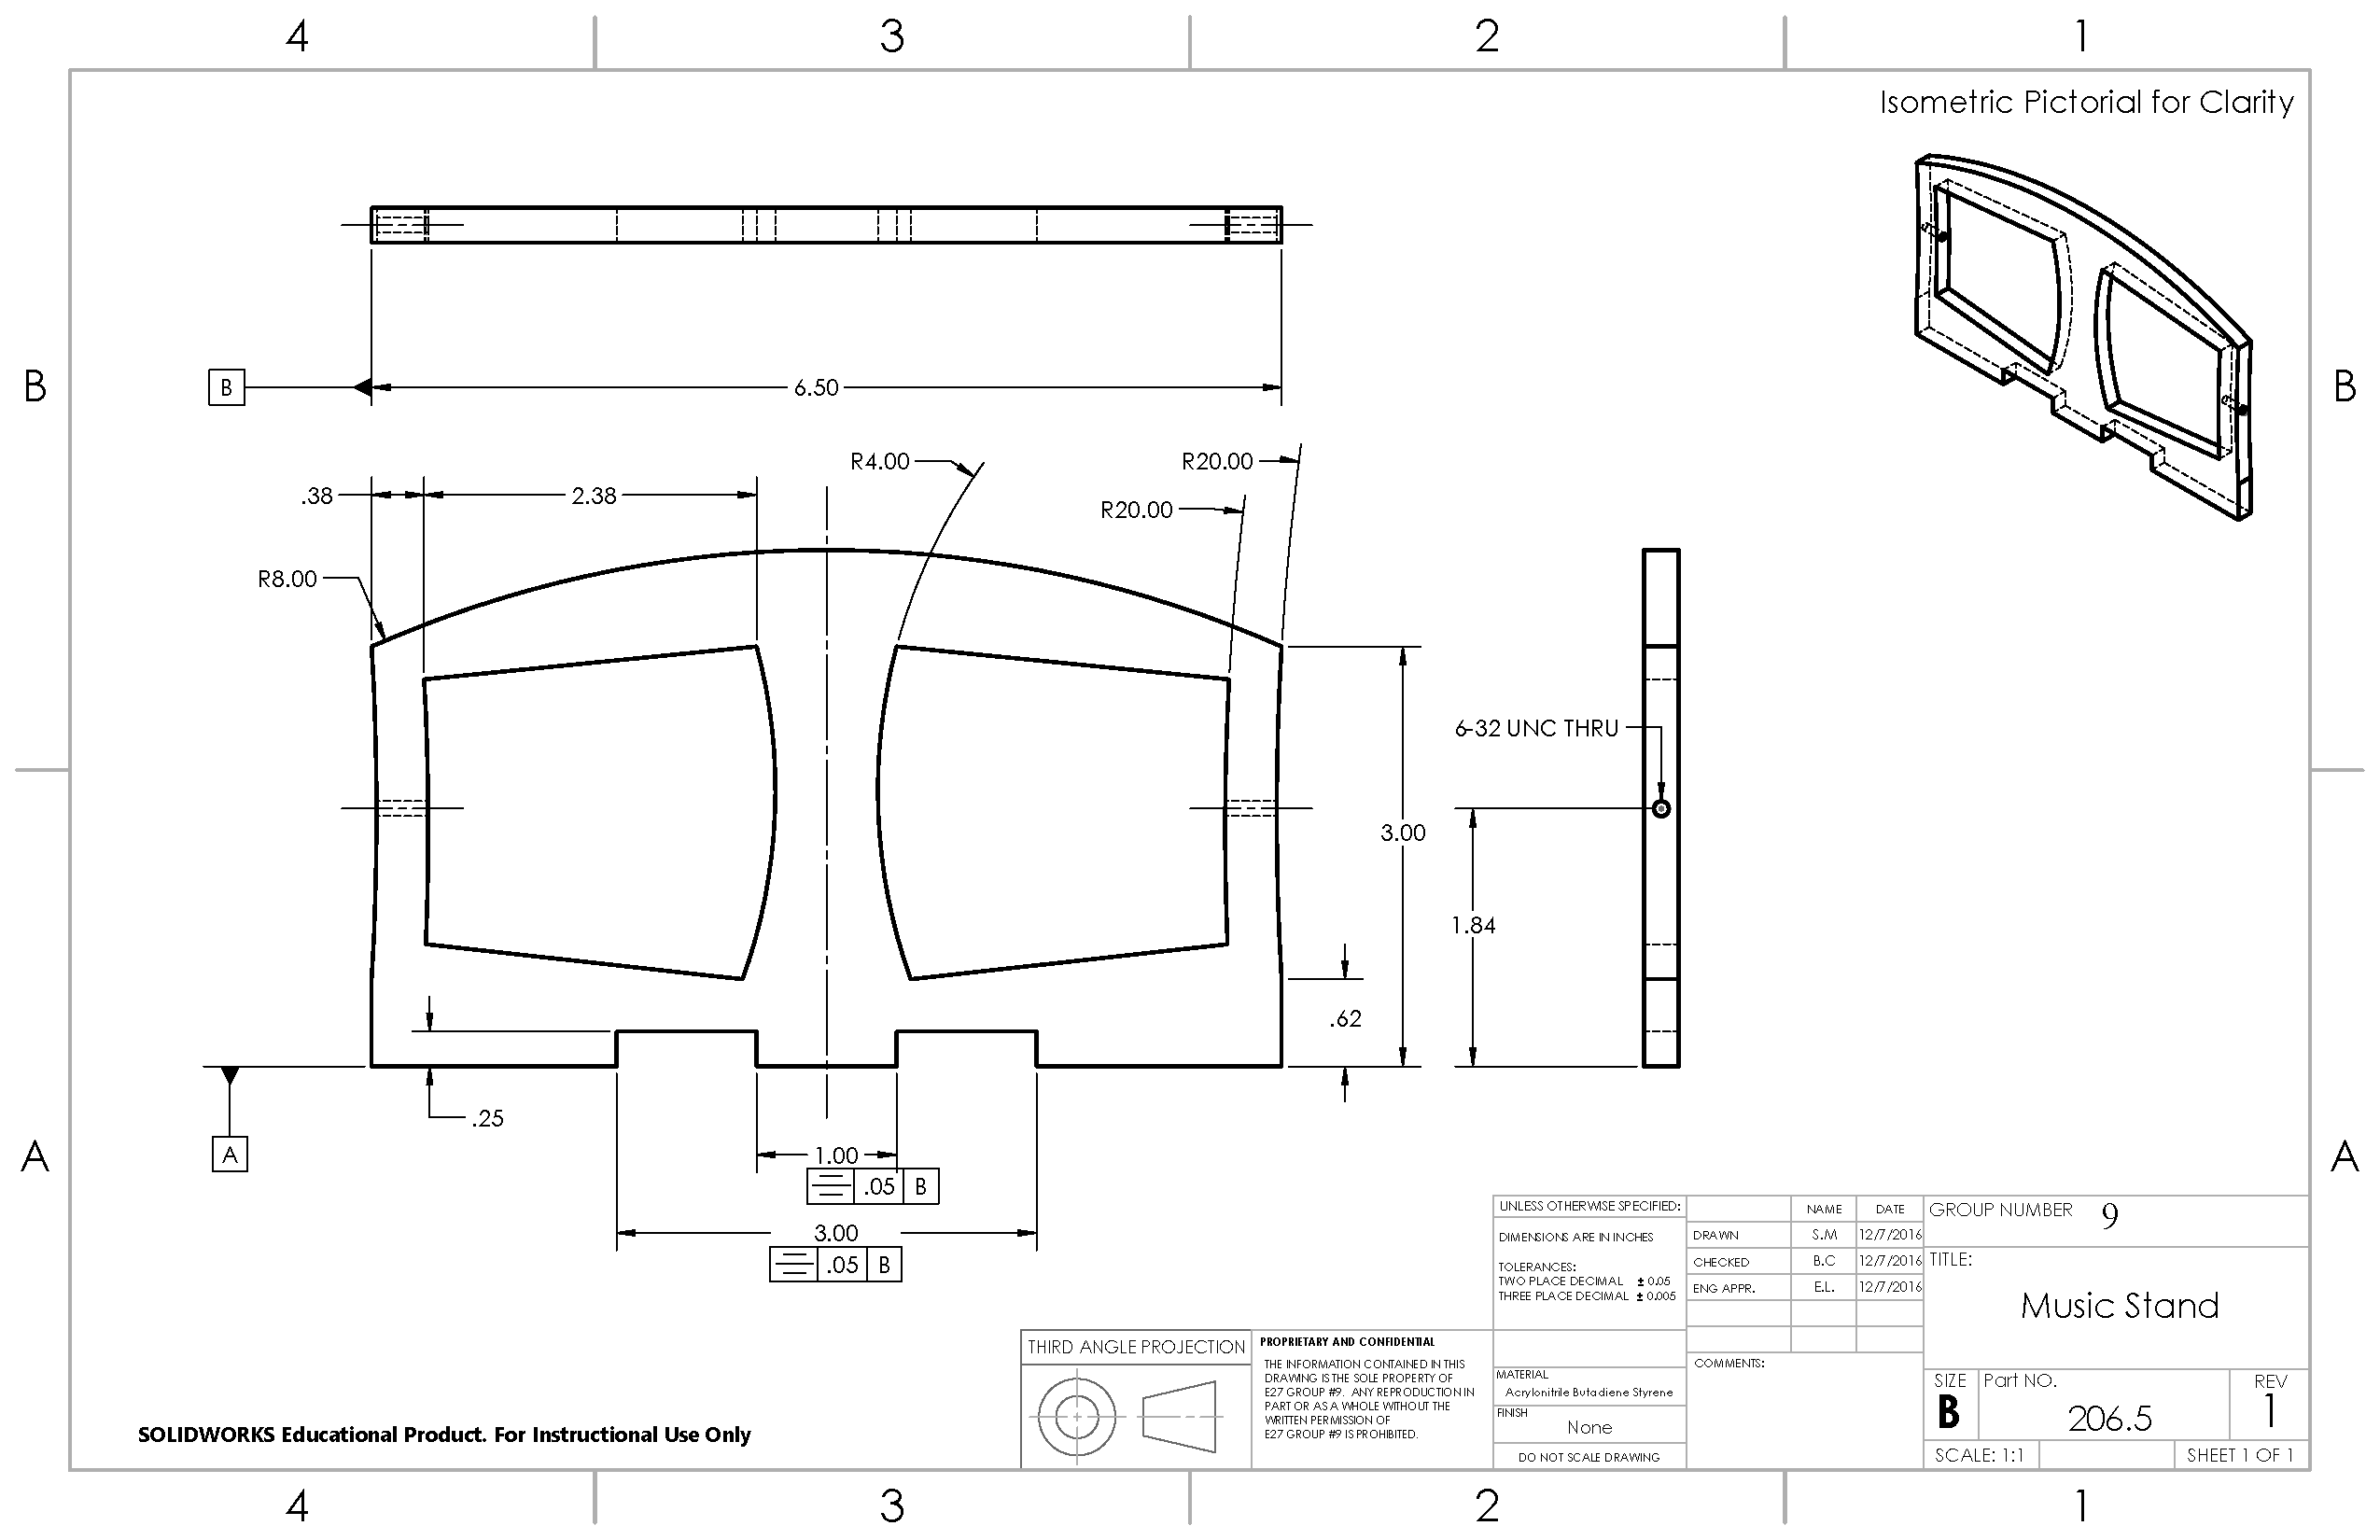 4 3 2 1
Isometric Pictorial for Clarity
B B
B 6.50
R4.00 R20.00
.38 2.38 R20.00
R8.00
6-32 UNC THRU
3.00
1.84
.62
.25
A A
A
1.00
.05 B
3.00
.05 B
UNLESS OTHERWISE SPECIFIED:
DIMENSIONS ARE IN INCHES
TOLERANCES:
TWO PLACE DECIMAL ± 0.05
THREE PLACE DECIMAL ± 0.005
NAME DATE
DRAWN S.M 12/7/2016
CHECKED B.C 12/7/2016
ENG APPR. E.L. 12/7/2016
COMMENTS:
GROUP NUMBER 9
TITLE:
Music Stand
THIRD ANGLE PROJECTION
PROPRIETARY AND CONFIDENTIAL
THE INFORMATION CONTAINED IN THIS
DRAWING IS THE SOLE PROPERTY OF
E27 GROUP #9. ANY REPRODUCTION IN
PART OR AS A WHOLE WITHOUT THE
WRITTEN PERMISSION OF
E27 GROUP #9 IS PROHIBITED.
MATERIAL
Acrylonitrile Butadiene Styrene
FINISH
None
DO NOT SCALE DRAWING
SIZE Part NO. REV
B 206.5 1
SCALE: 1:1 SHEET 1 OF 1
SOLIDWORKS Educational Product. For Instructional Use Only
4 3 2 1